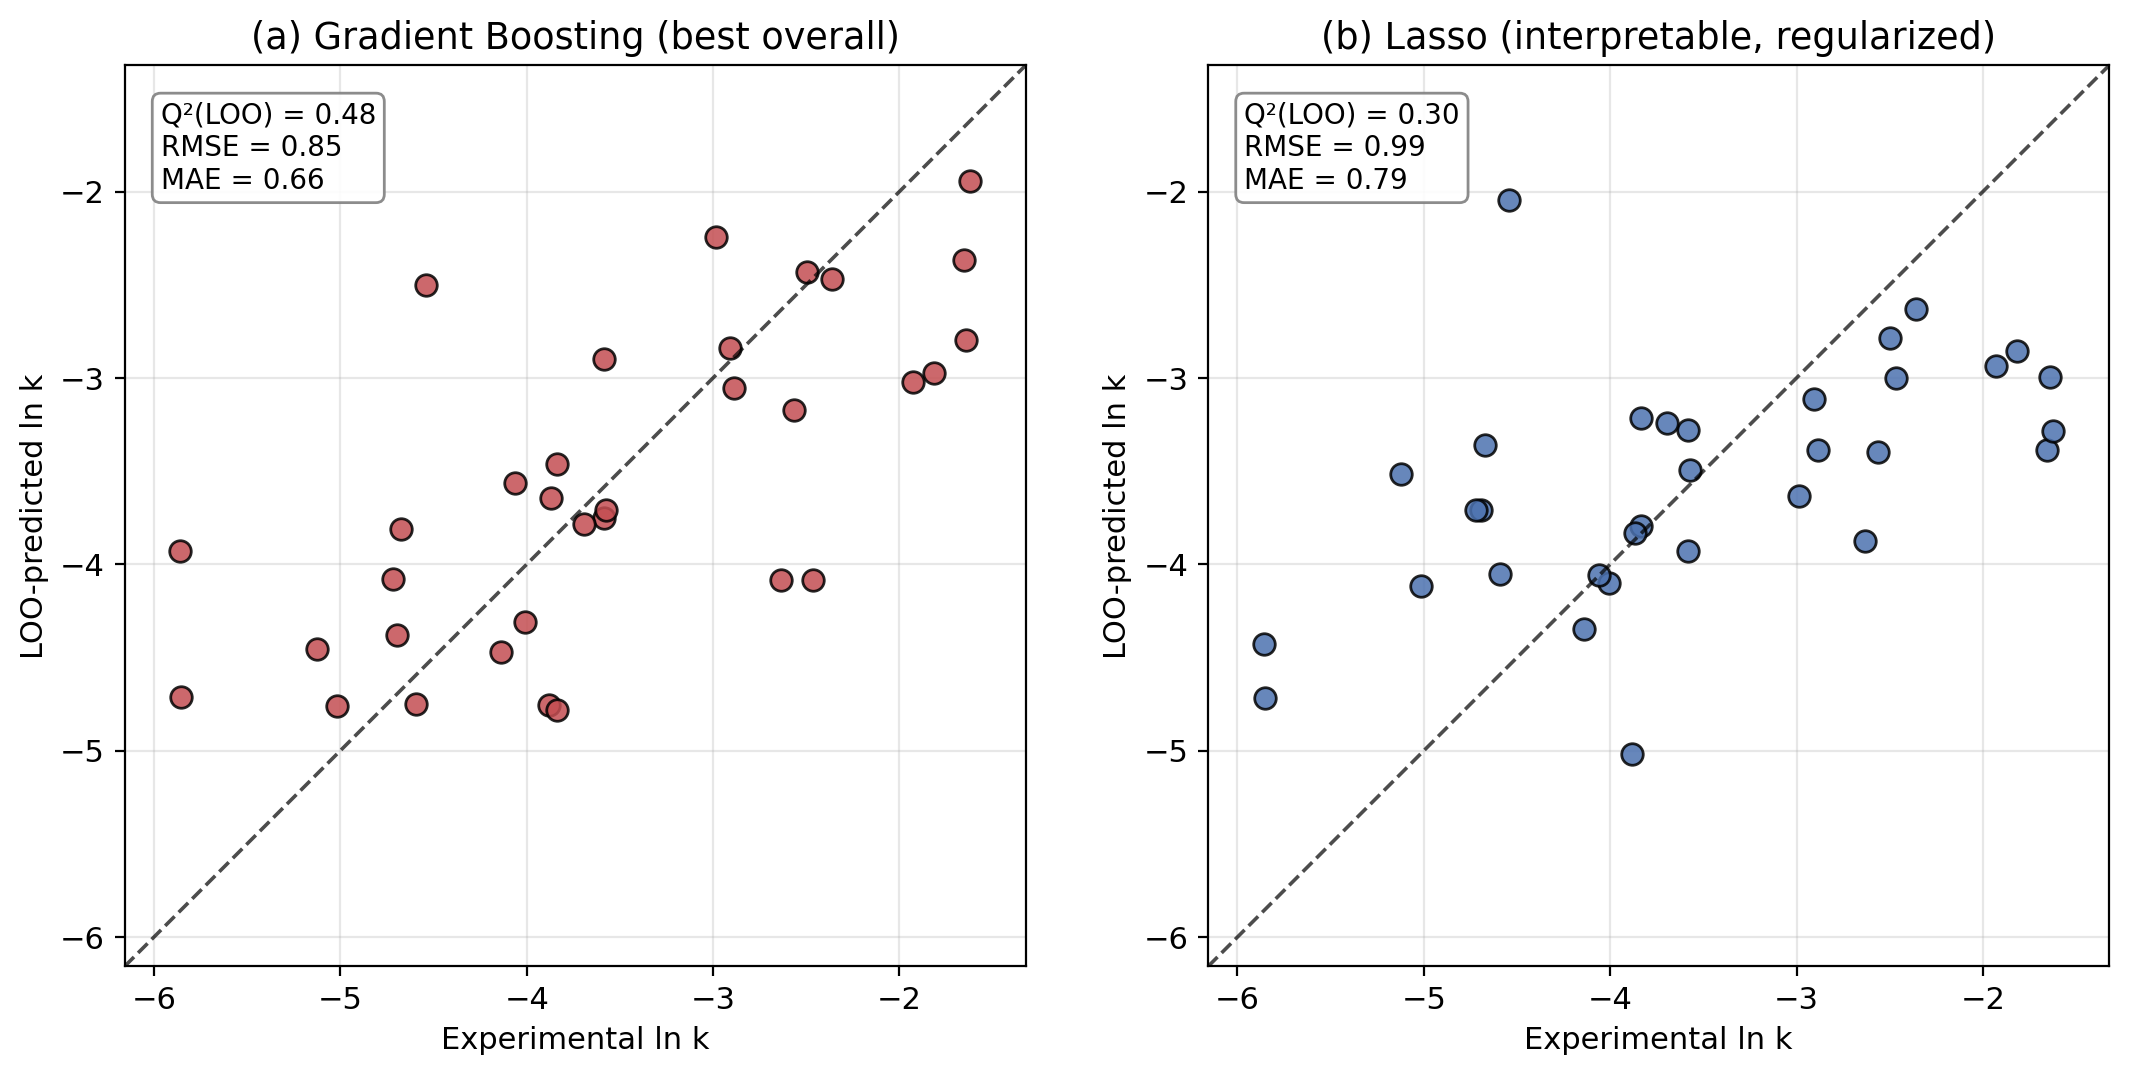 (a) Gradient Boosting (best overall)
Q²(LOO) = 0.48
RMSE = 0.85
MAE = 0.66
LOO-predicted ln k
−2
−3
−4
−5
−6
−6
−5
−4
−3
−2
Experimental ln k
(b) Lasso (interpretable, regularized)
Q²(LOO) = 0.30
RMSE = 0.99
MAE = 0.79
LOO-predicted ln k
−2
−3
−4
−5
−6
−6
−5
−4
−3
−2
Experimental ln k